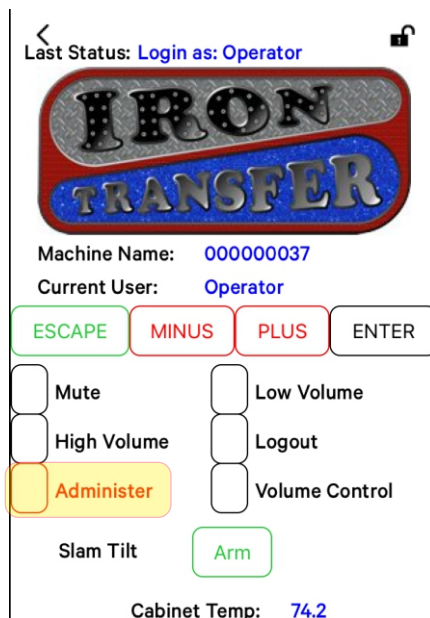 Last Status: Login as: Operator
IRON
TRANSFER
Machine Name: 000000037
Current User: Operator
ESCAPE MINUS PLUS ENTER
Mute Low Volume
High Volume Logout
Administer Volume Control
Slam Tilt Arm
Cabinet Temp: 74.2